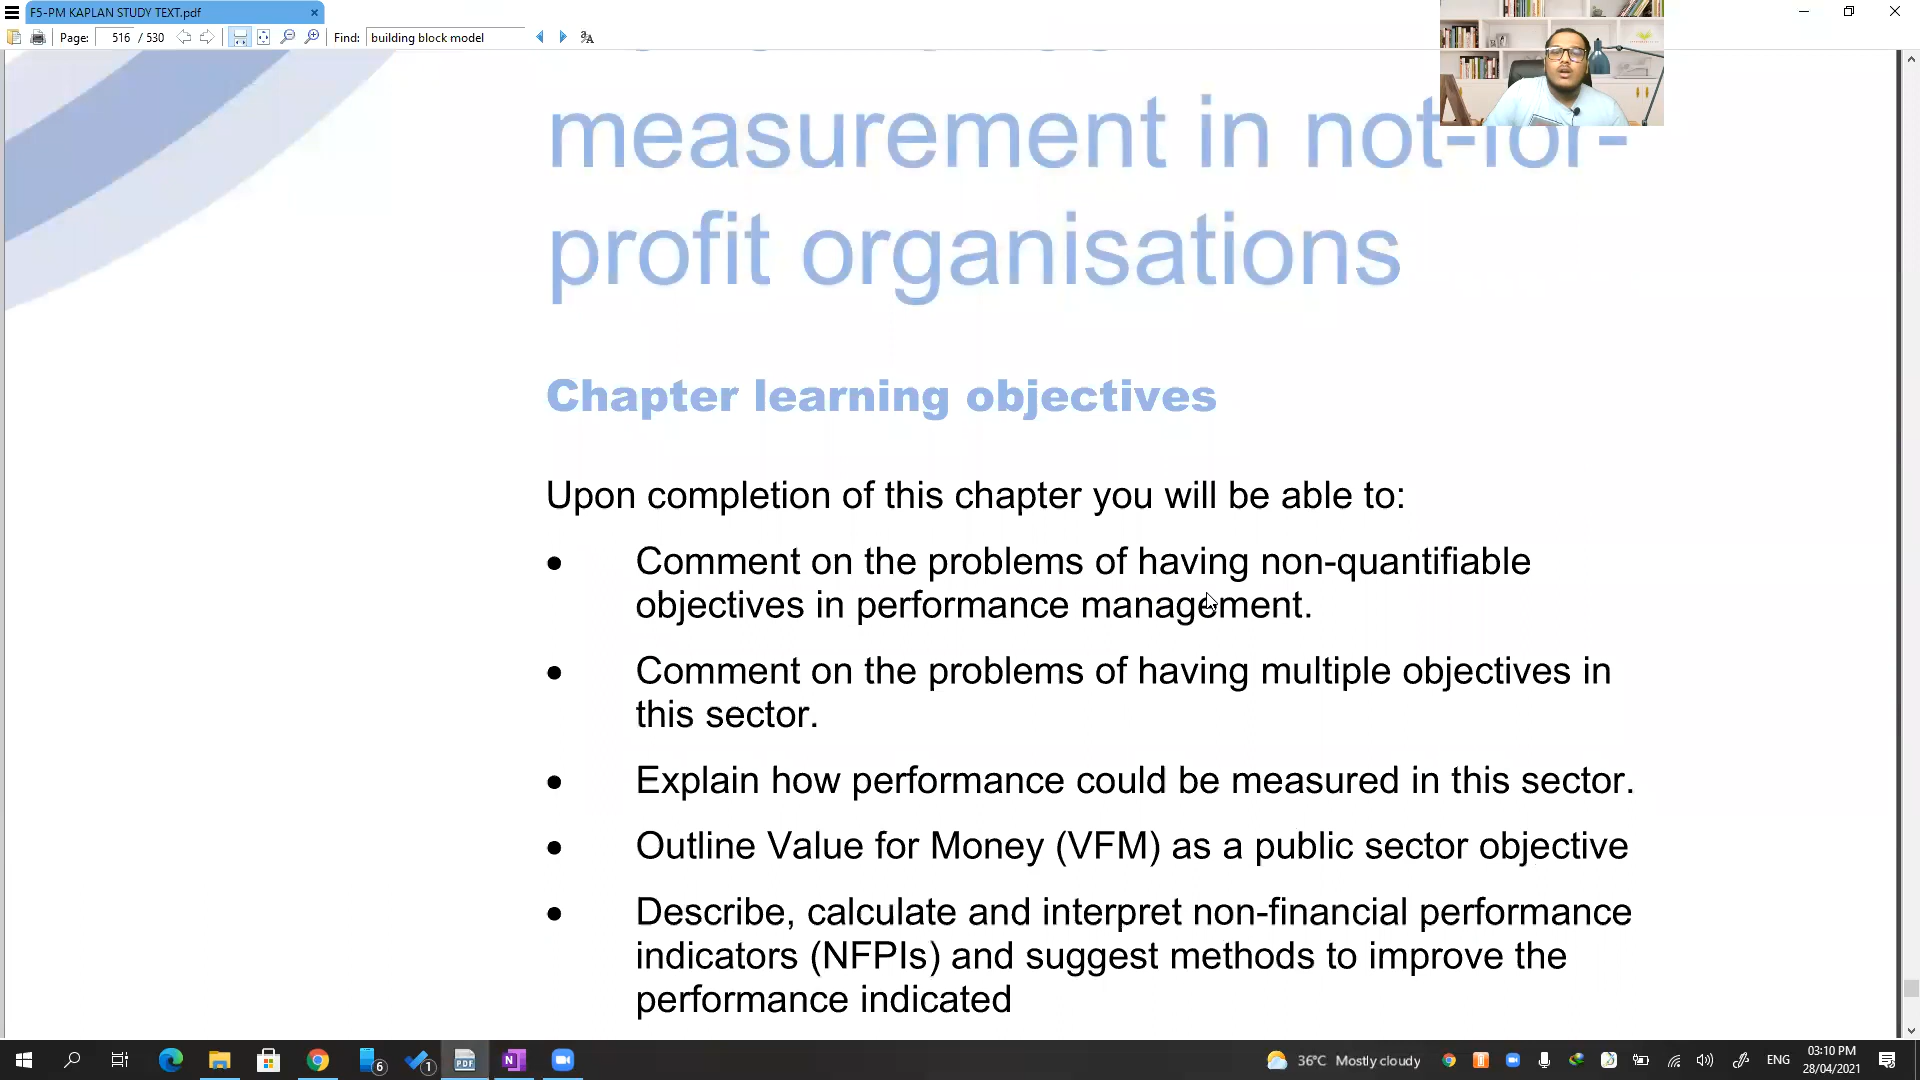 F5-PM KAPLAN STUDY TEXT.pdf
Page: 516 / 530 Find: building block model
measurement in not-for-
profit organisations
Chapter learning objectives
Upon completion of this chapter you will be able to:
• Comment on the problems of having non-quantifiable
objectives in performance management.
• Comment on the problems of having multiple objectives in
this sector.
• Explain how performance could be measured in this sector.
• Outline Value for Money (VFM) as a public sector objective
• Describe, calculate and interpret non-financial performance
indicators (NFPIs) and suggest methods to improve the
performance indicated
6
1
PDF
N
36°C Mostly cloudy
ENG
03:10 PM
28/04/2021